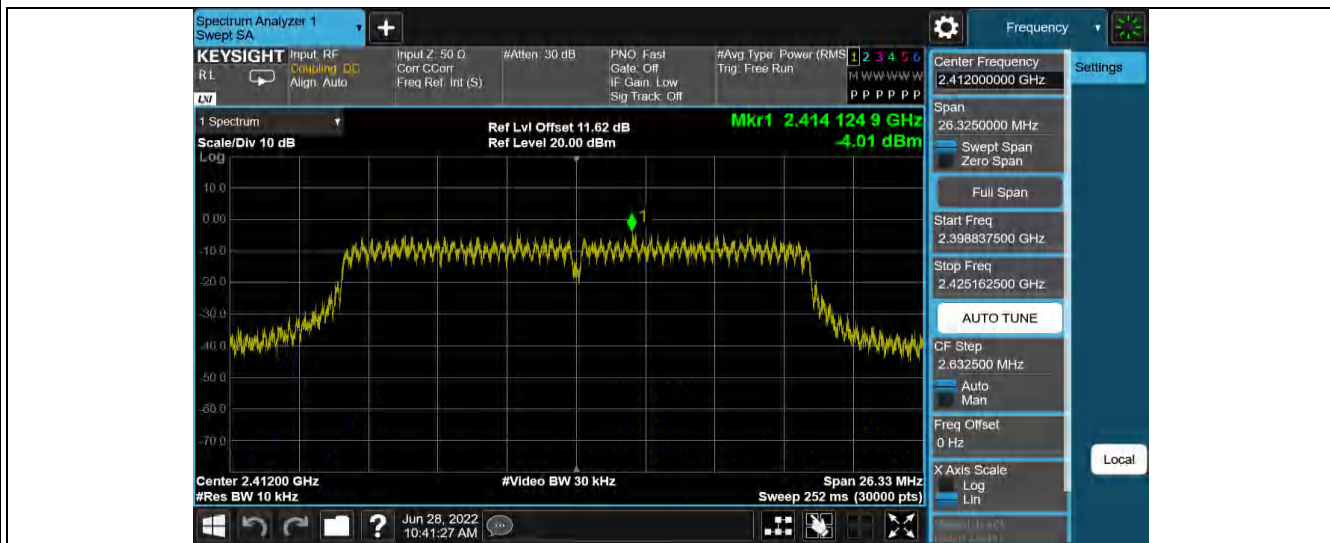 Spectrum Analyzer 1
Swept SA
Frequency
KEYSIGHT
Input: RF
Coupling: DC
Align: Auto
Input Z: 50 Ω
Corr CCorr
Freq Ref: Int (S)
#Atten: 30 dB
PNO: Fast
Gate: Off
IF Gain: Low
Sig Track: Off
#Avg Type: Power (RMS
Trig: Free Run
1 2 3 4 5 6
M W W W W W
P P P P P P
R L
LXI
1 Spectrum
Scale/Div 10 dB
Log
Ref Lvl Offset 11.62 dB
Ref Level 20.00 dBm
Mkr1 2.414 124 9 GHz
-4.01 dBm
10.0
0.00
-10.0
-20.0
-30.0
-40.0
-50.0
-60.0
-70.0
1
Center 2.41200 GHz
#Res BW 10 kHz
#Video BW 30 kHz
Span 26.33 MHz
Sweep 252 ms (30000 pts)
Jun 28, 2022
10:41:27 AM
Center Frequency
2.412000000 GHz
Span
26.3250000 MHz
Swept Span
Zero Span
Full Span
Start Freq
2.398837500 GHz
Stop Freq
2.425162500 GHz
AUTO TUNE
CF Step
2.632500 MHz
Auto
Man
Freq Offset
0 Hz
X Axis Scale
Log
Lin
Settings
Local